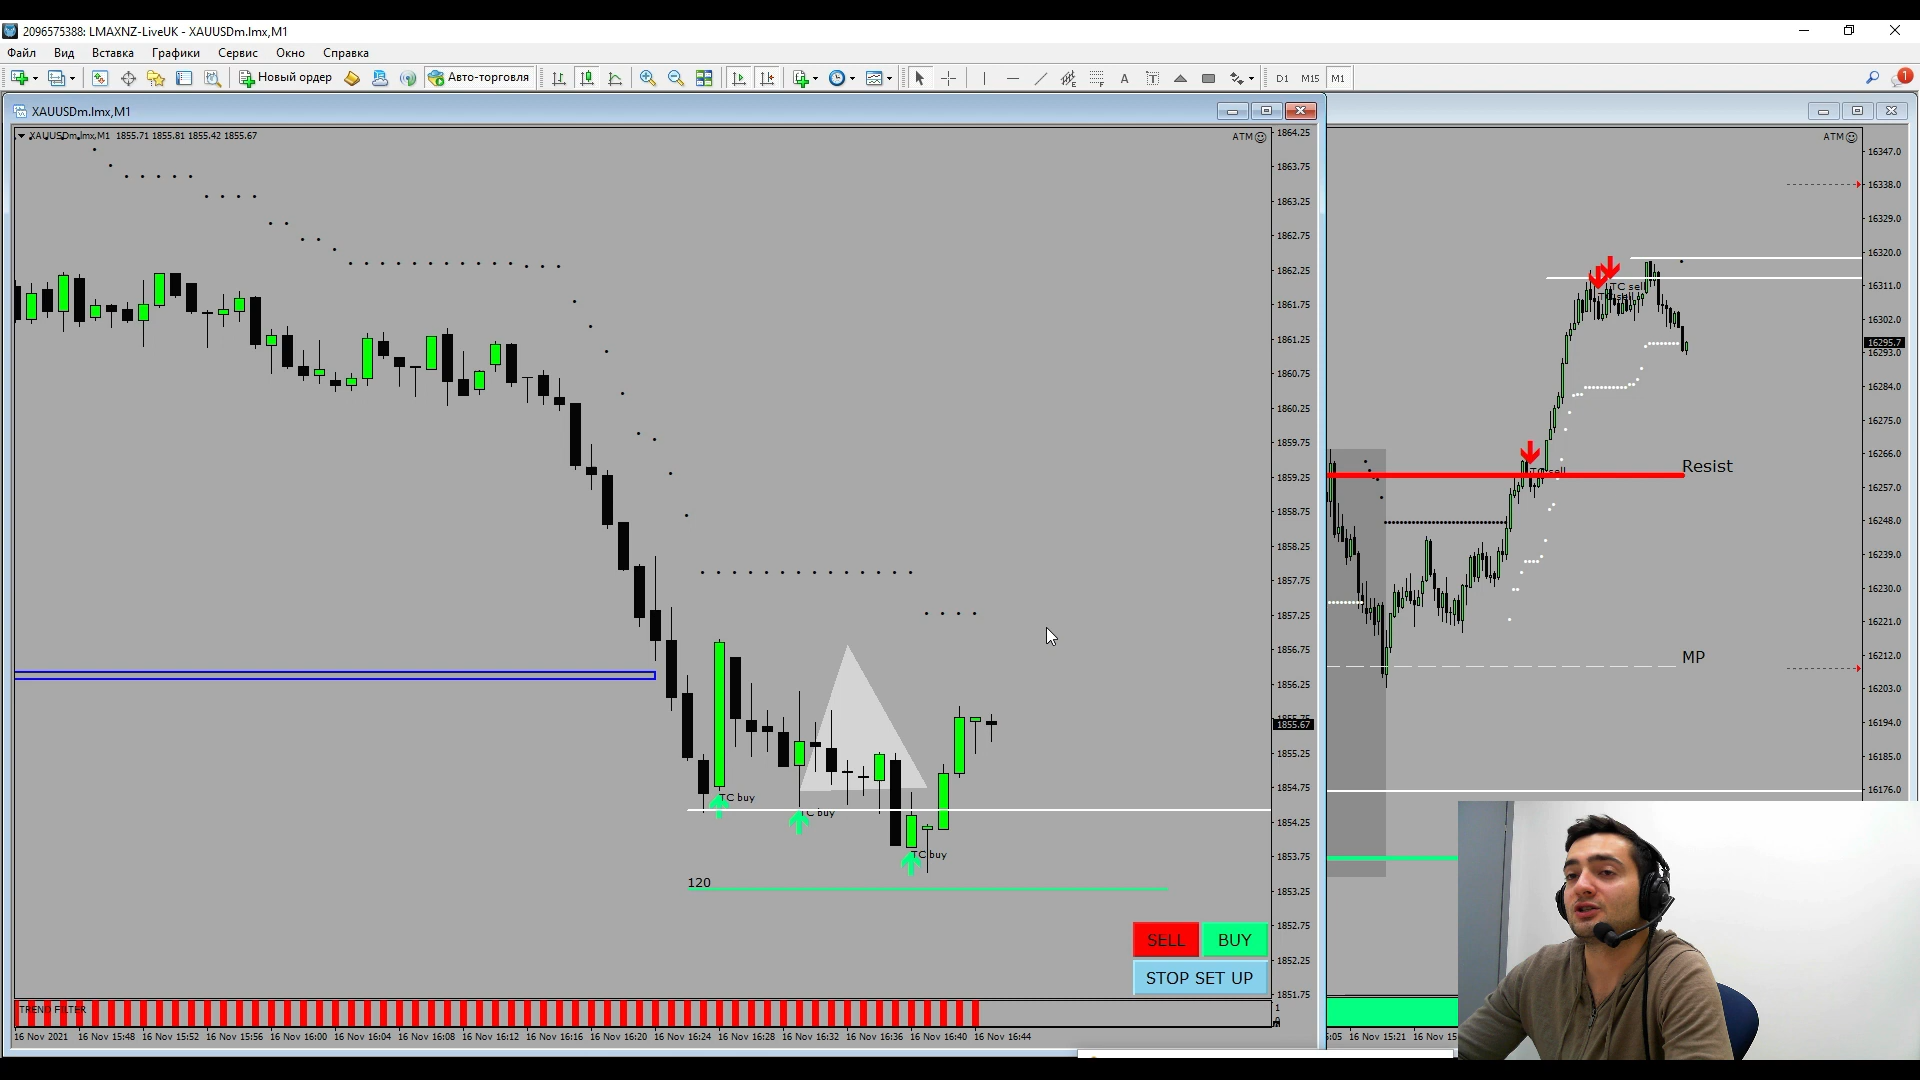 2096575388: LMAXNZ-LiveUK - XAUUSDm.lmx,M1
Файл Вид Вставка Графики Сервис Окно Справка
Новый ордер Авто-торговля A T D1 M15 M1 1
XAUUSDm.lmx,M1
XAUUSDm.lmx,M1 1855.71 1855.81 1855.42 1855.67
ATM
1864.25
1863.75
1863.25
1862.75
1862.25
1861.75
1861.25
1860.75
1860.25
1859.75
1859.25
1858.75
1858.25
1857.75
1857.25
1856.75
1856.25
1855.67
1855.25
1854.75
1854.25
1853.75
1853.25
1852.75
1852.25
1851.75
TC buy
TC buy
TC buy
120
SELL BUY
STOP SET UP
TREND FILTER
1
16 Nov 2021 16 Nov 15:48 16 Nov 15:52 16 Nov 15:56 16 Nov 16:00 16 Nov 16:04 16 Nov 16:08 16 Nov 16:12 16 Nov 16:16 16 Nov 16:20 16 Nov 16:24 16 Nov 16:28 16 Nov 16:32 16 Nov 16:36 16 Nov 16:40 16 Nov 16:44
ATM
16347.0
16338.0
16329.0
16320.0
16311.0
16302.0
16295.7
16293.0
16284.0
16275.0
16266.0
16257.0
16248.0
16239.0
16230.0
16221.0
16212.0
16203.0
16194.0
16185.0
16176.0
TC sell
TC sell
Resist
MP
16 Nov 15:21